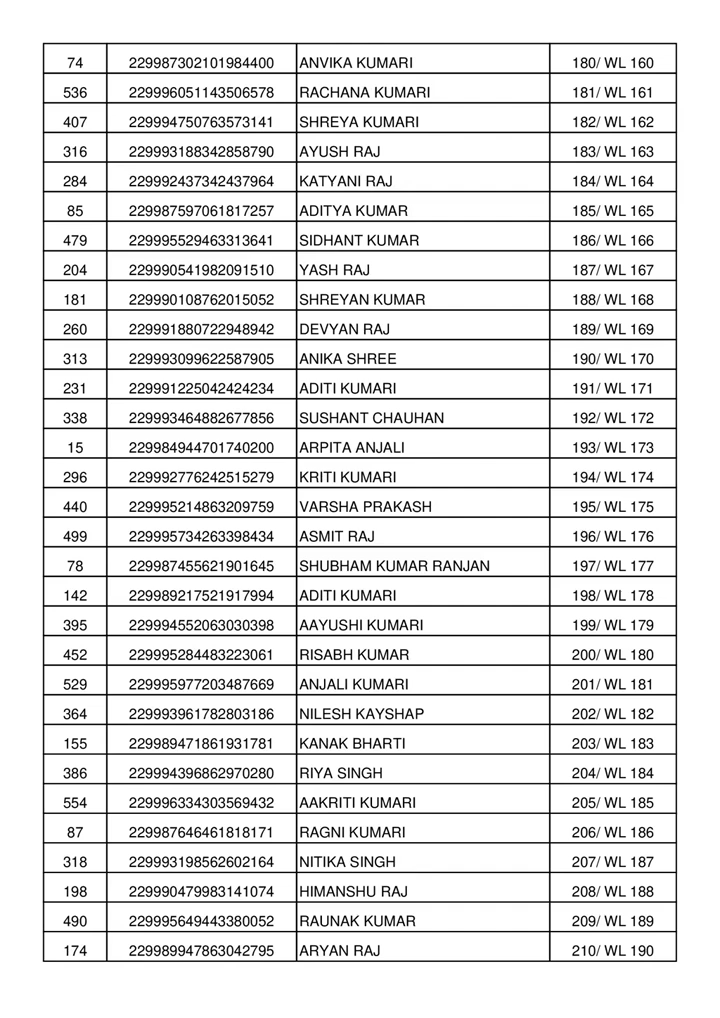 74 229987302101984400 ANVIKA KUMARI 180/ WL 160
536 229996051143506578 RACHANA KUMARI 181/ WL 161
407 229994750763573141 SHREYA KUMARI 182/ WL 162
316 229993188342858790 AYUSH RAJ 183/ WL 163
284 229992437342437964 KATYANI RAJ 184/ WL 164
85 229987597061817257 ADITYA KUMAR 185/ WL 165
479 229995529463313641 SIDHANT KUMAR 186/ WL 166
204 229990541982091510 YASH RAJ 187/ WL 167
181 229990108762015052 SHREYAN KUMAR 188/ WL 168
260 229991880722948942 DEVYAN RAJ 189/ WL 169
313 229993099622587905 ANIKA SHREE 190/ WL 170
231 229991225042424234 ADITI KUMARI 191/ WL 171
338 229993464882677856 SUSHANT CHAUHAN 192/ WL 172
15 229984944701740200 ARPITA ANJALI 193/ WL 173
296 229992776242515279 KRITI KUMARI 194/ WL 174
440 229995214863209759 VARSHA PRAKASH 195/ WL 175
499 229995734263398434 ASMIT RAJ 196/ WL 176
78 229987455621901645 SHUBHAM KUMAR RANJAN 197/ WL 177
142 229989217521917994 ADITI KUMARI 198/ WL 178
395 229994552063030398 AAYUSHI KUMARI 199/ WL 179
452 229995284483223061 RISABH KUMAR 200/ WL 180
529 229995977203487669 ANJALI KUMARI 201/ WL 181
364 229993961782803186 NILESH KAYSHAP 202/ WL 182
155 229989471861931781 KANAK BHARTI 203/ WL 183
386 229994396862970280 RIYA SINGH 204/ WL 184
554 229996334303569432 AAKRITI KUMARI 205/ WL 185
87 229987646461818171 RAGNI KUMARI 206/ WL 186
318 229993198562602164 NITIKA SINGH 207/ WL 187
198 229990479983141074 HIMANSHU RAJ 208/ WL 188
490 229995649443380052 RAUNAK KUMAR 209/ WL 189
174 229989947863042795 ARYAN RAJ 210/ WL 190